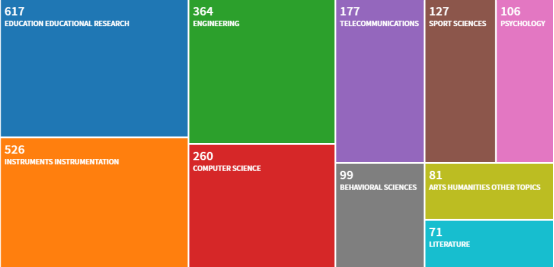 617
EDUCATION EDUCATIONAL RESEARCH
526
INSTRUMENTS INSTRUMENTATION
364
ENGINEERING
260
COMPUTER SCIENCE
177
TELECOMMUNICATIONS
99
BEHAVIORAL SCIENCES
127
SPORT SCIENCES
106
PSYCHOLOGY
81
ARTS HUMANITIES OTHER TOPICS
71
LITERATURE